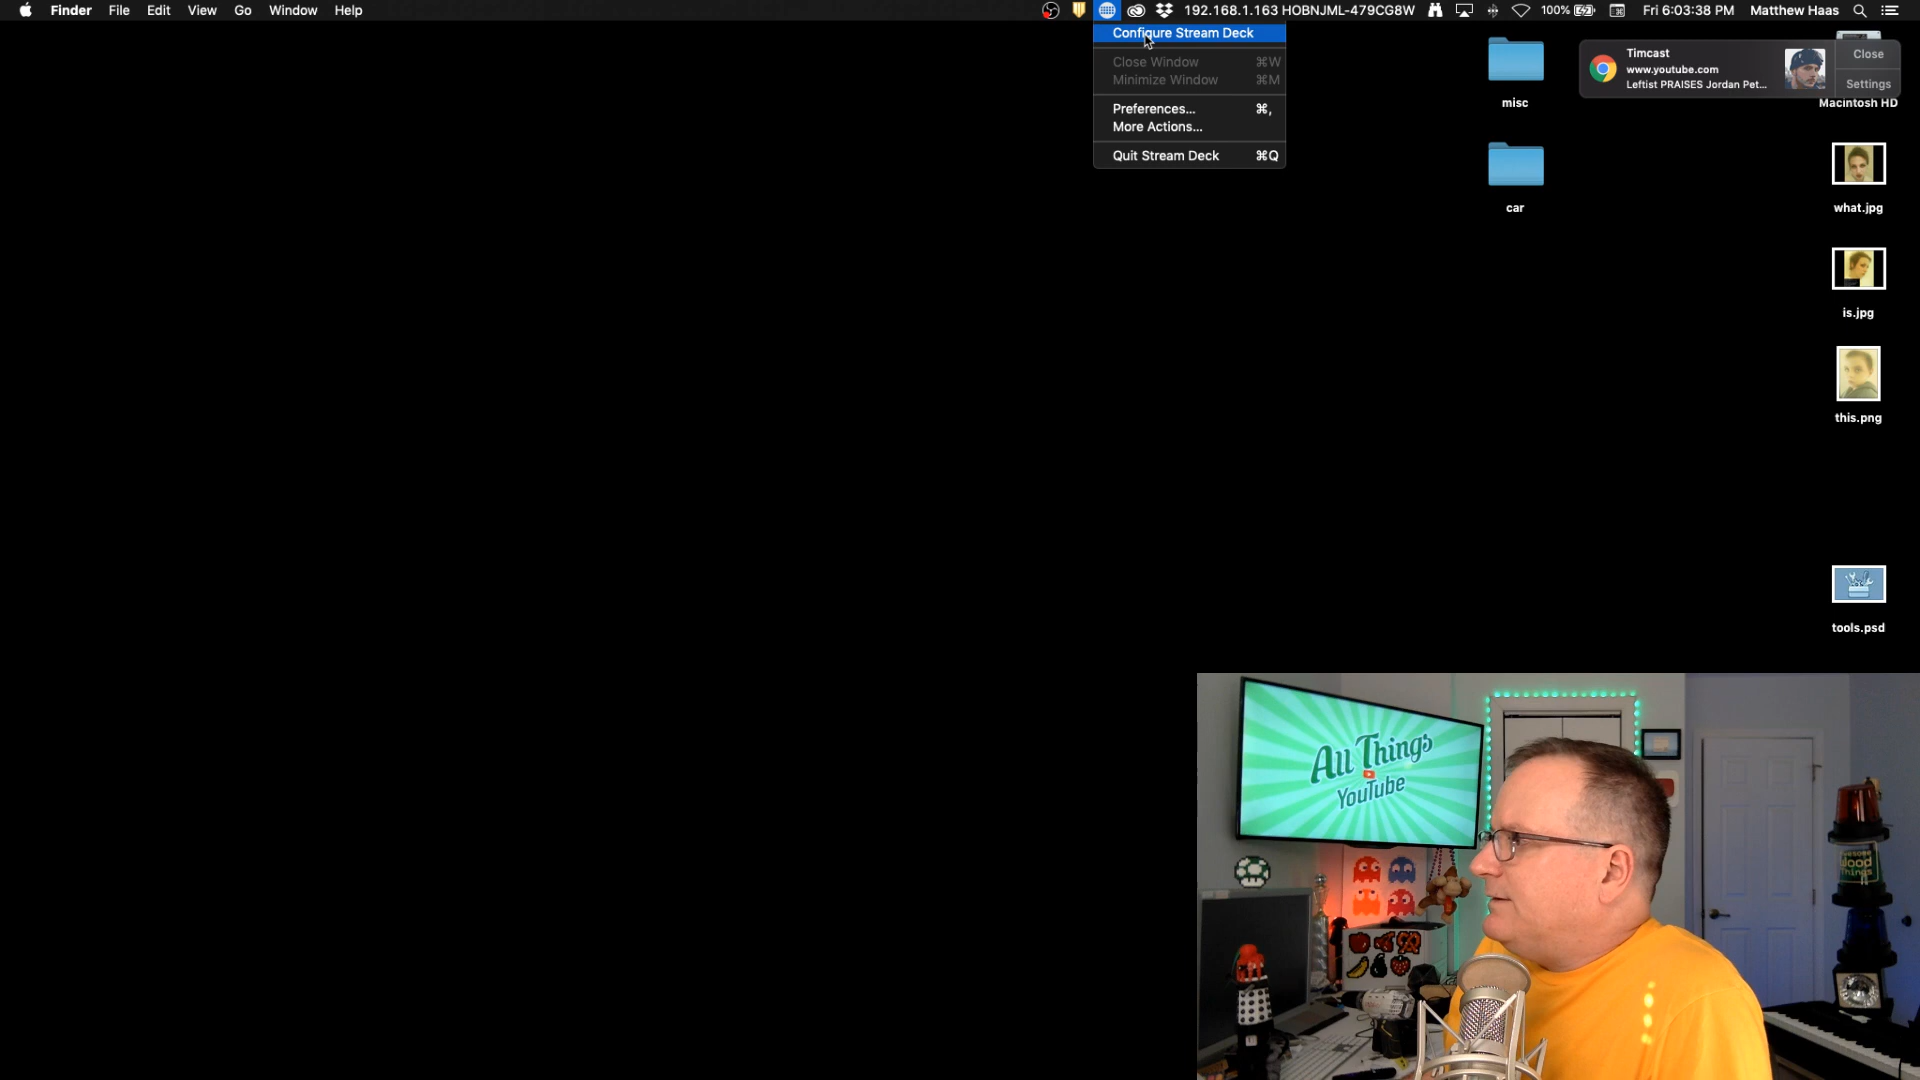 Finder File Edit View Go Window Help
192.168.1.163 HOBNJML-479CG8W 100% Fri 6:03:38 PM Matthew Haas
Configure Stream Deck
Close Window ⌘W
Minimize Window ⌘M
Preferences... ⌘,
More Actions...
Quit Stream Deck ⌘Q
Timcast
www.youtube.com
Leftist PRAISES Jordan Pet...
Close
Settings
misc
Macintosh HD
car
what.jpg
is.jpg
this.png
tools.psd
All Things
YouTube
AWESOME
Wood
Things